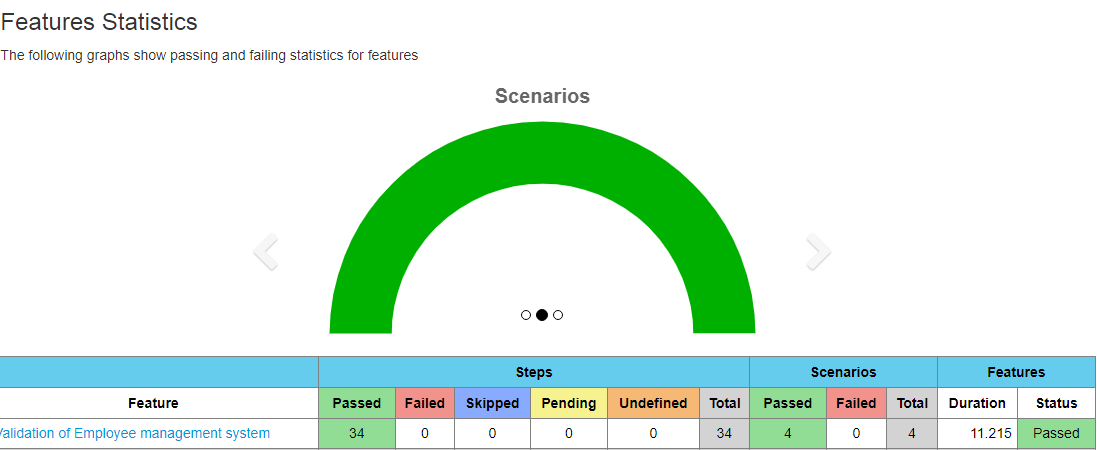 Features Statistics
The following graphs show passing and failing statistics for features
Scenarios
Steps Scenarios Features
Feature Passed Failed Skipped Pending Undefined Total Passed Failed Total Duration Status
Validation of Employee management system 34 0 0 0 0 34 4 0 4 11.215 Passed